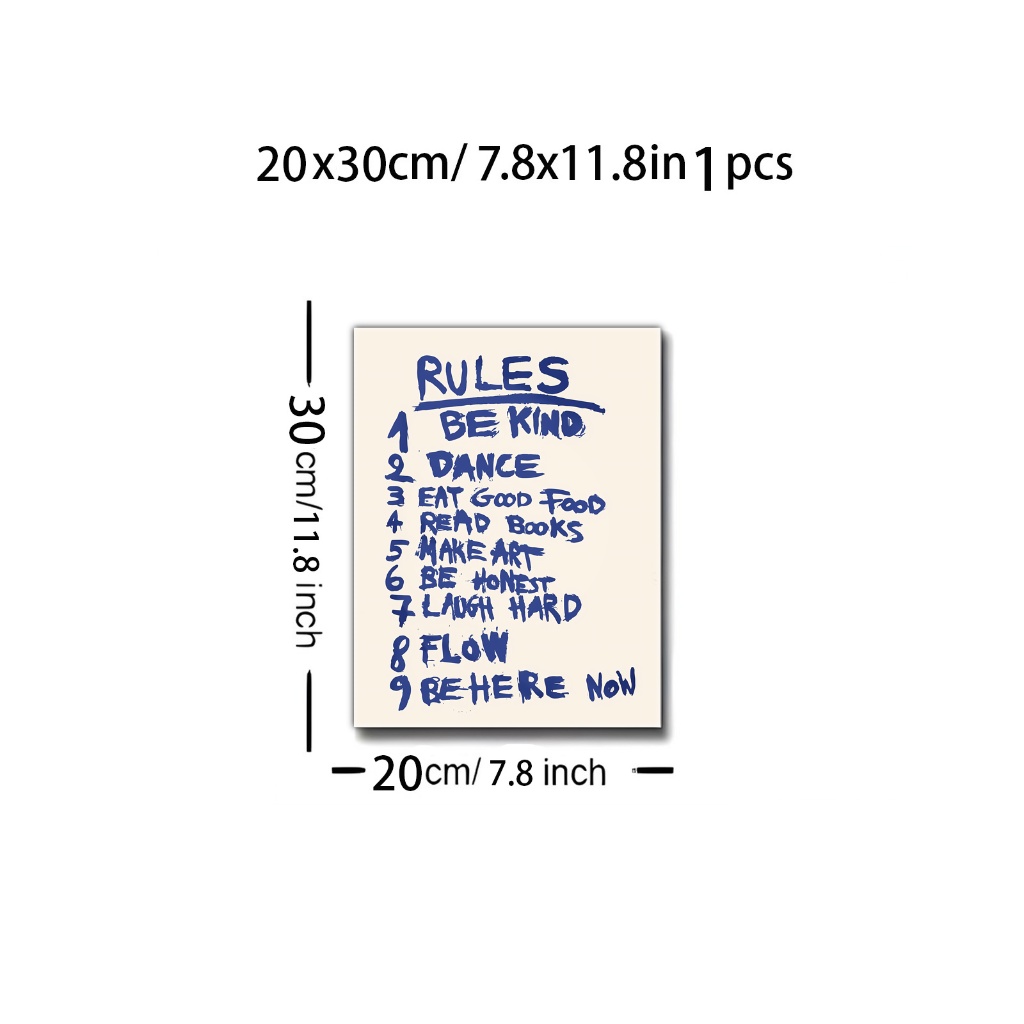 20x30cm/ 7.8x11.8in 1 pcs
30cm/11.8 inch
RULES
1 BE KIND
2 DANCE
3 EAT GOOD FOOD
4 READ BOOKS
5 MAKE ART
6 BE HONEST
7 LAUGH HARD
8 FLOW
9 BE HERE NOW
20cm/ 7.8 inch